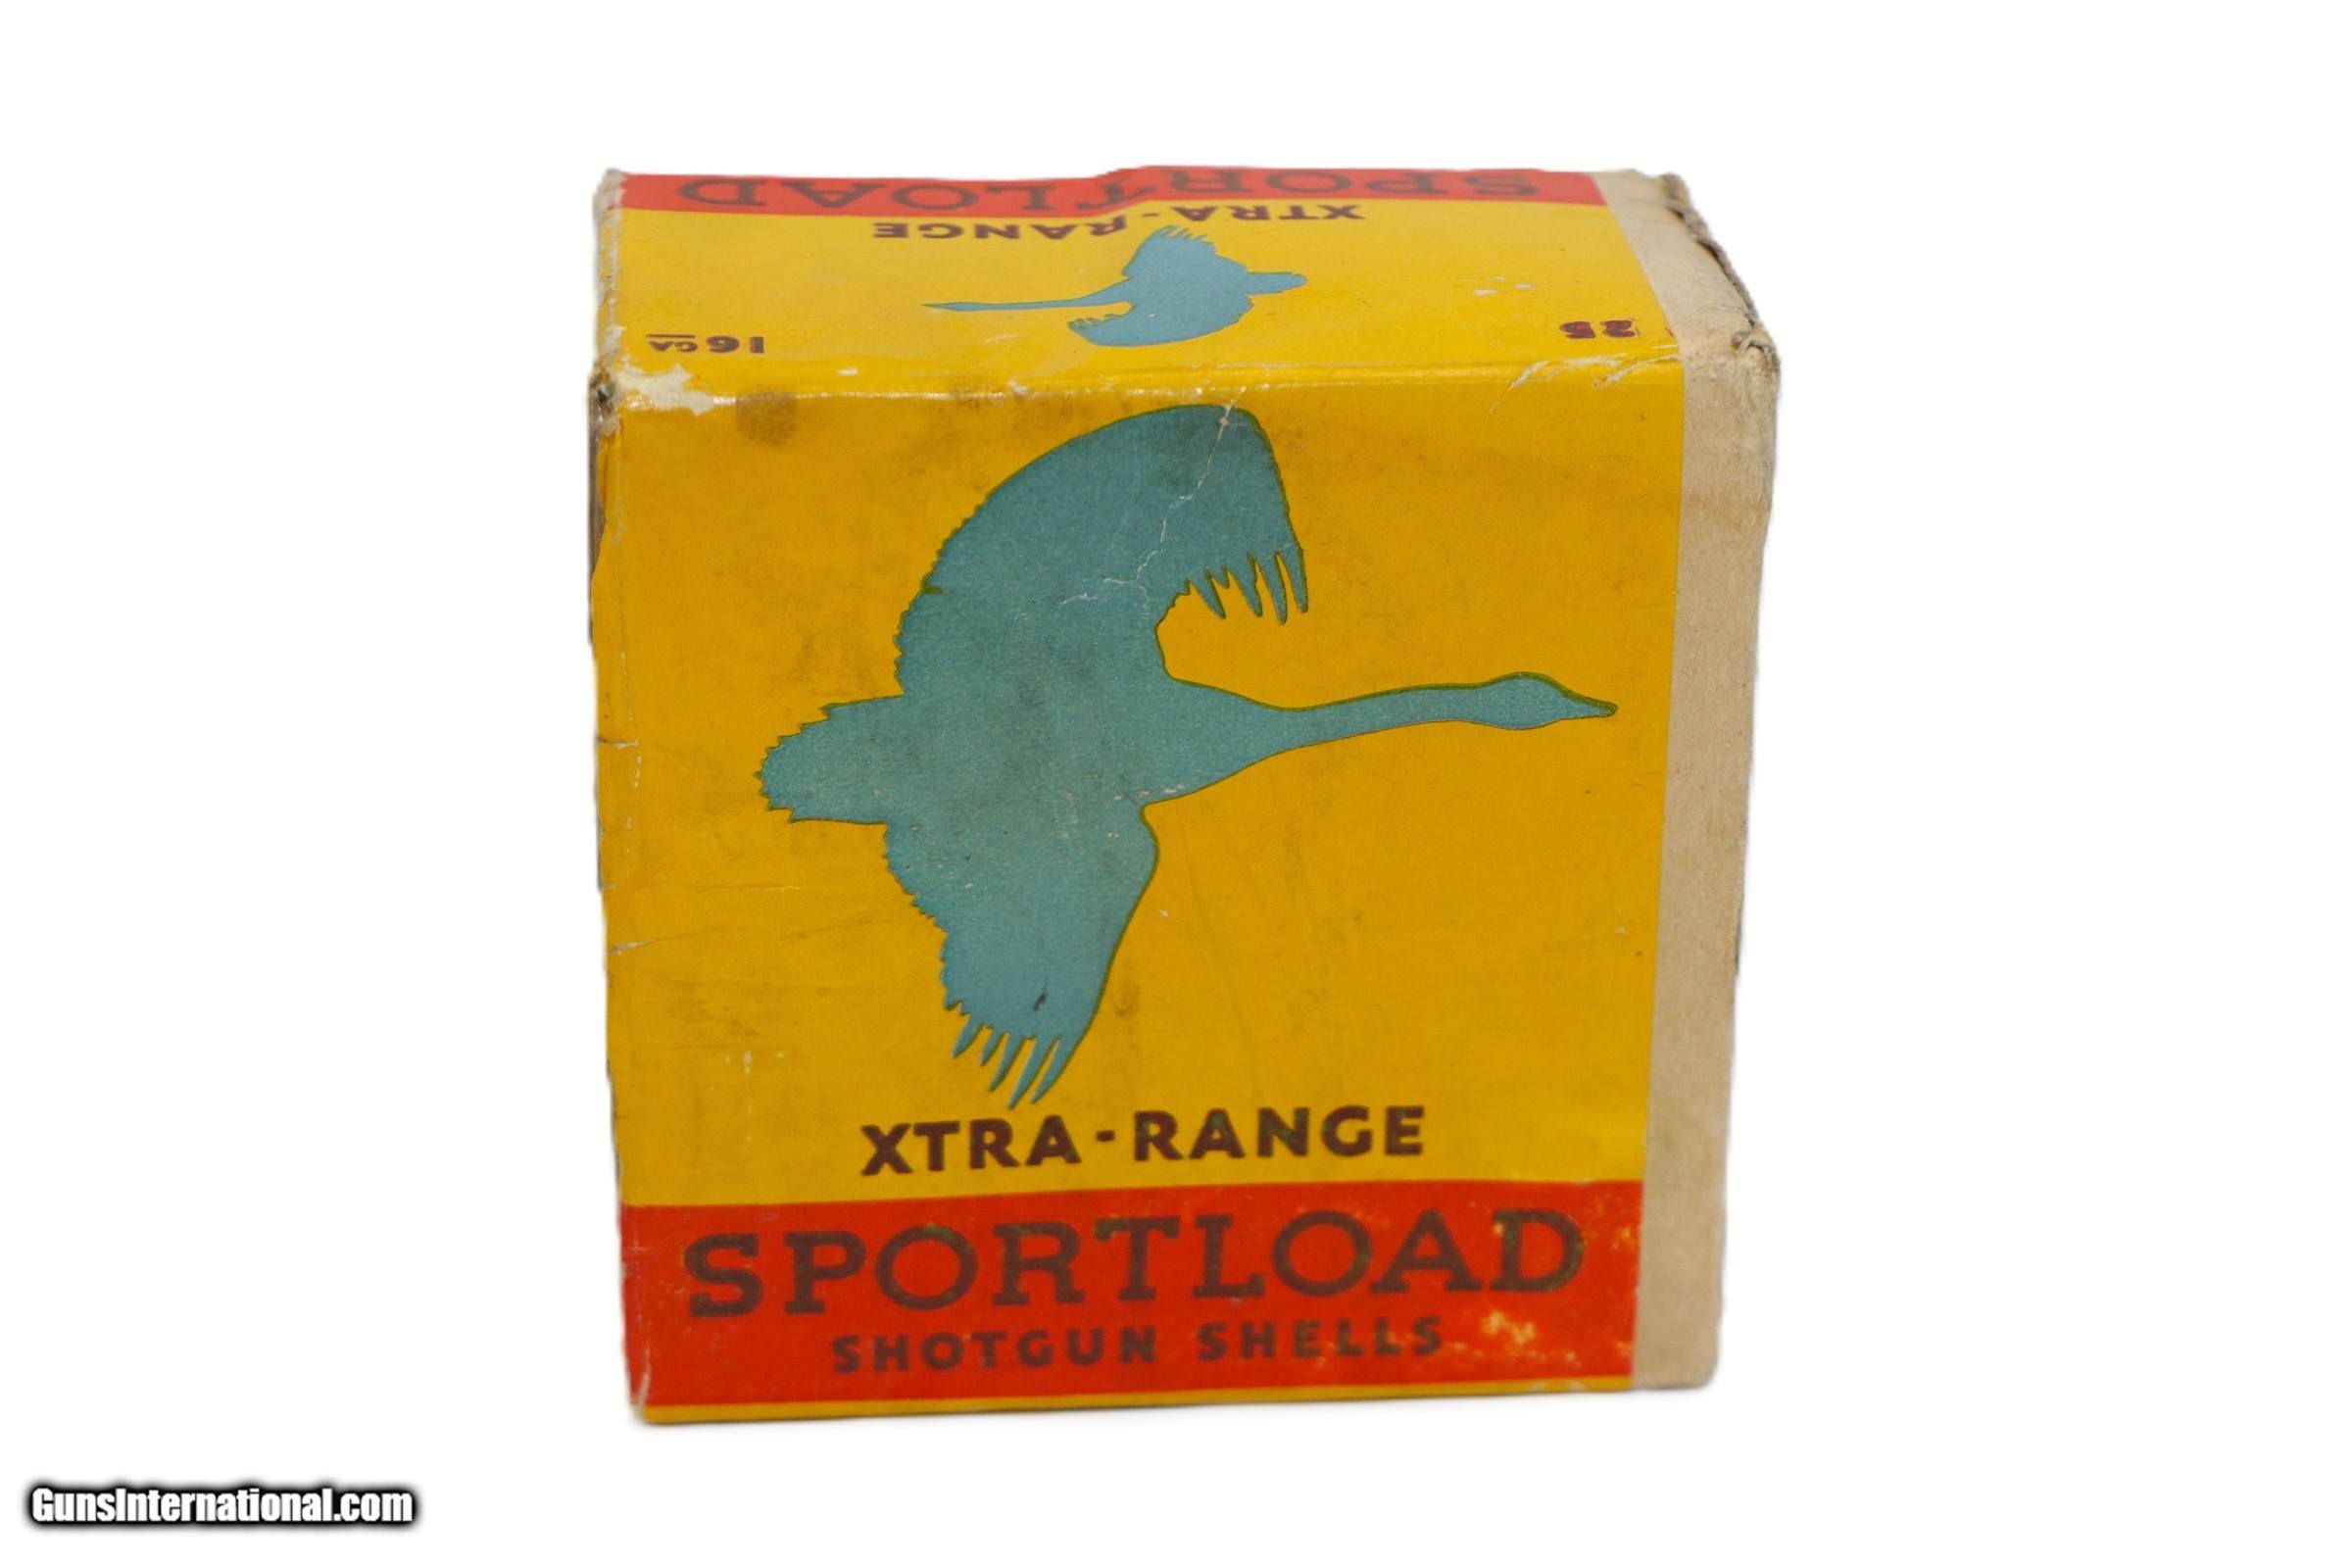 SPORTLOAD
XTRA-RANGE
16 GA
25
XTRA-RANGE
SPORTLOAD
SHOTGUN SHELLS
GunsInternational.com